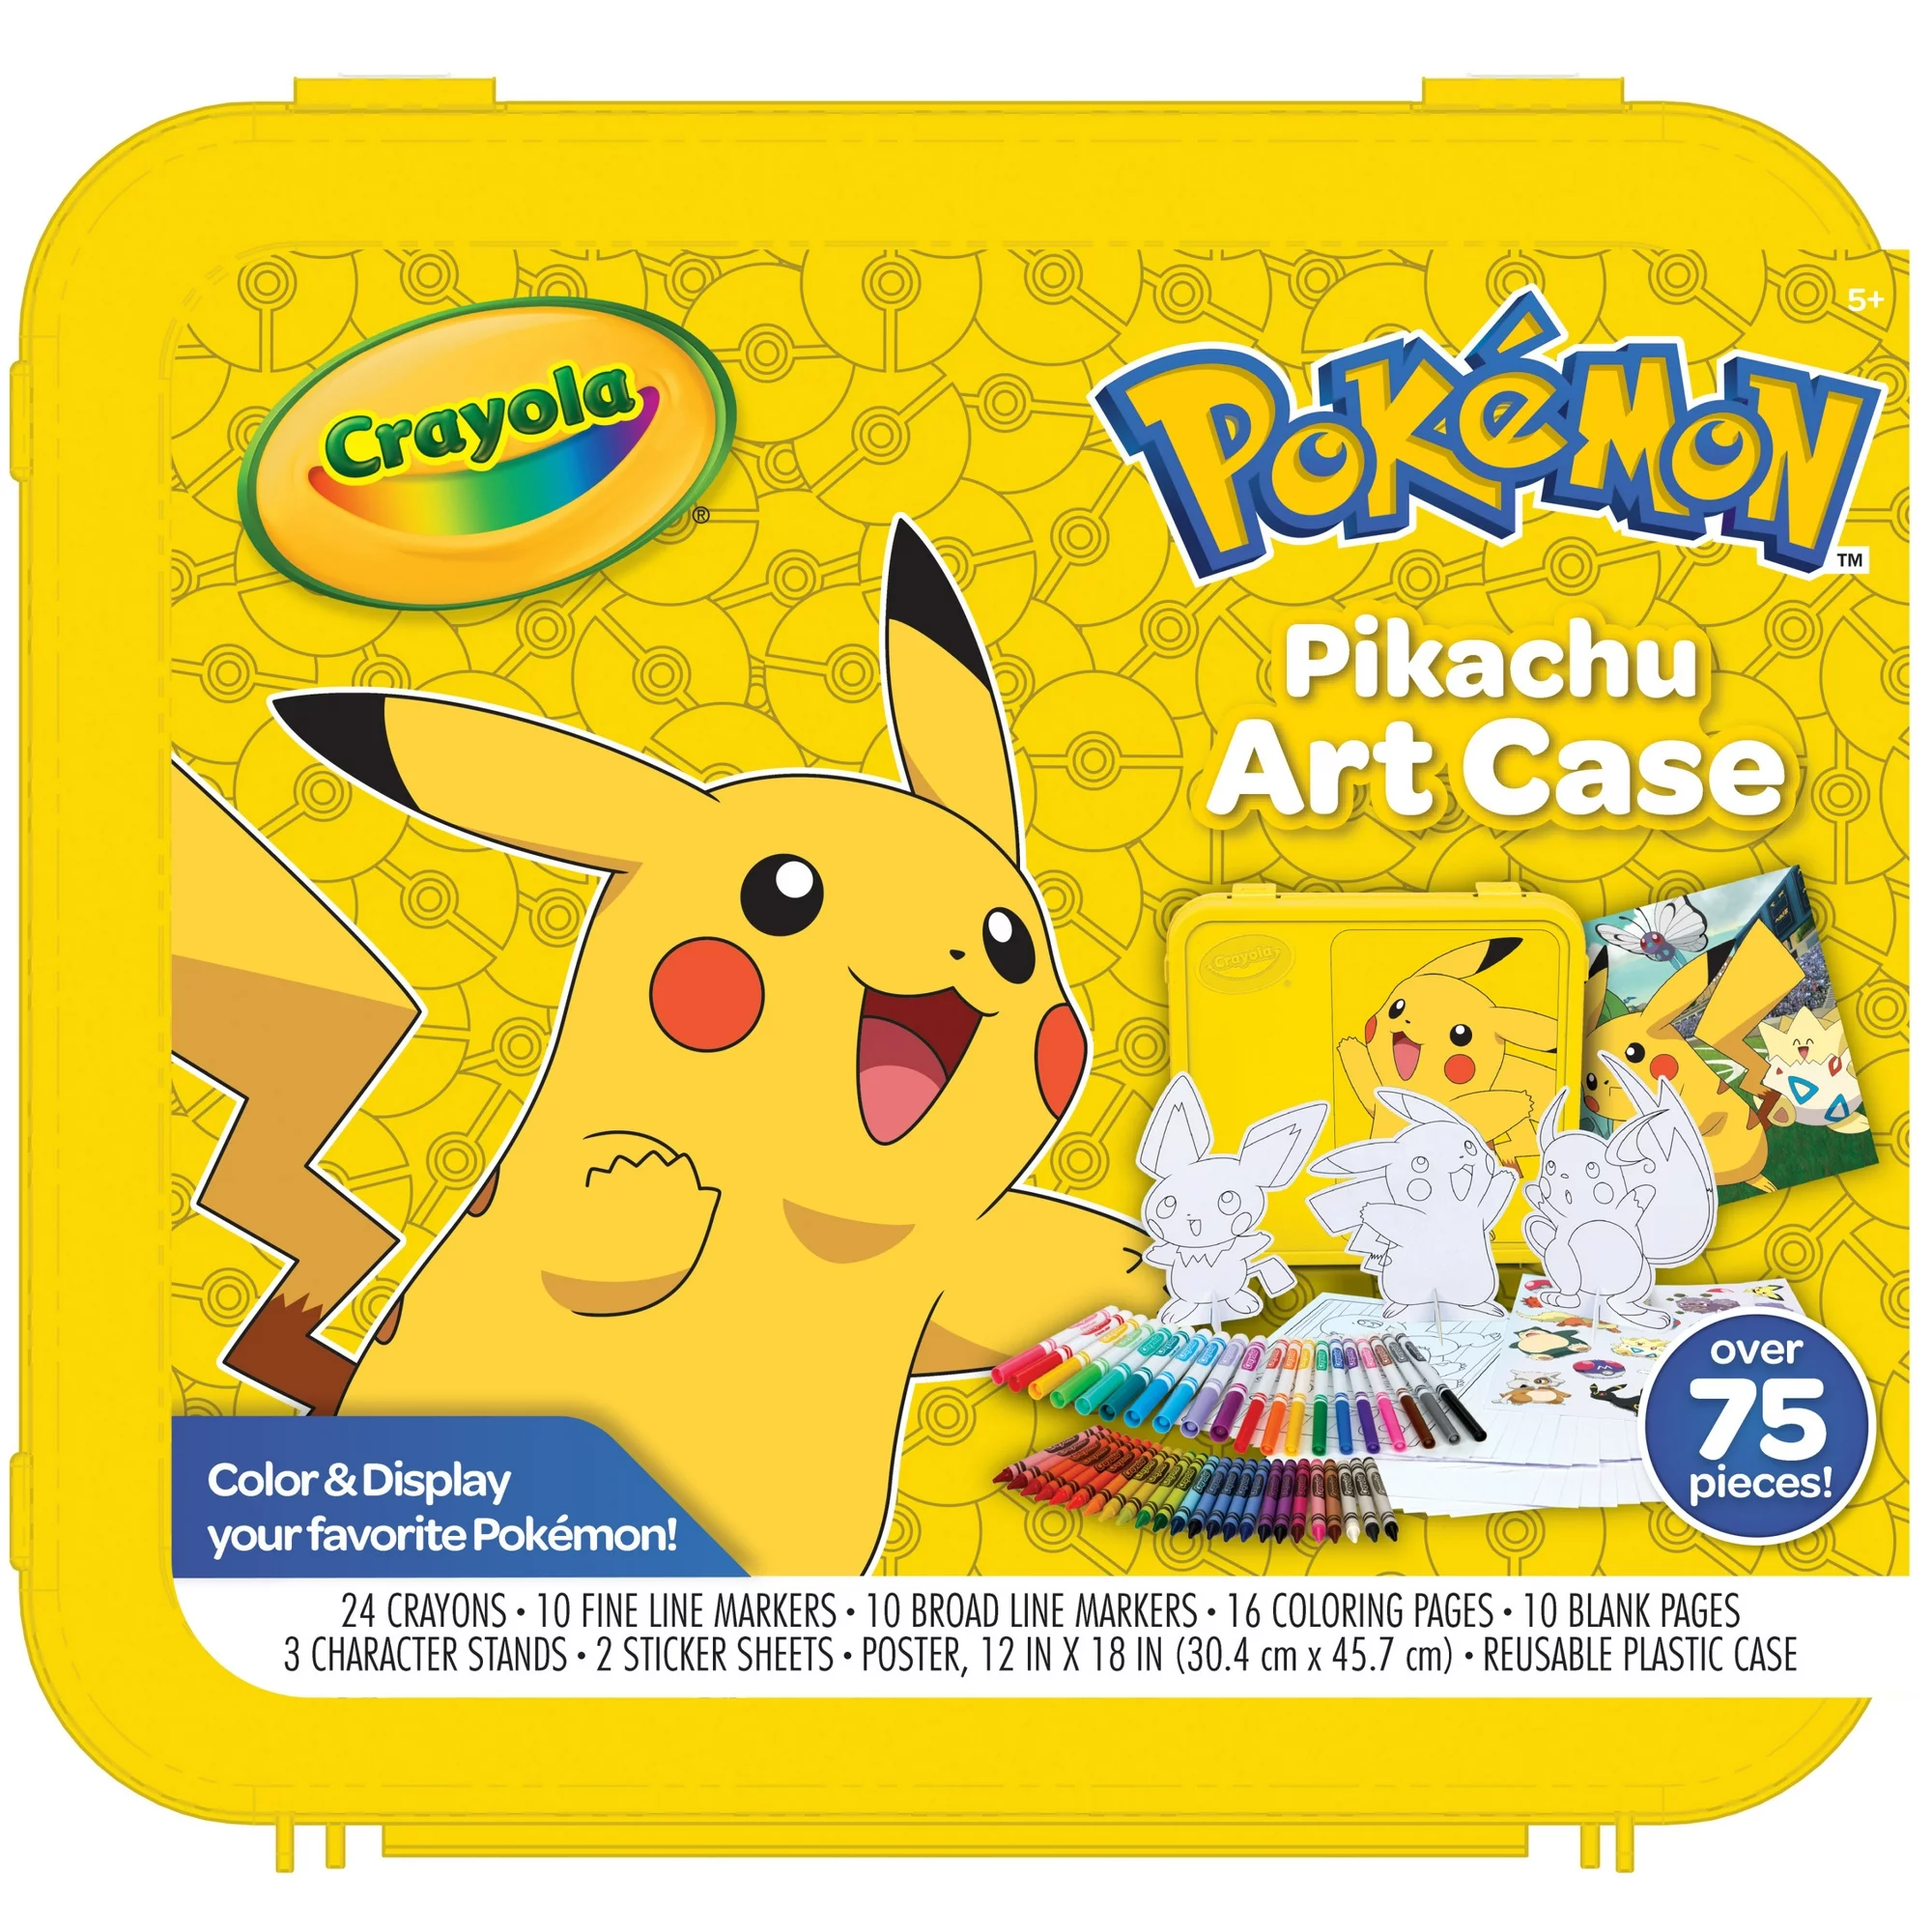 5+
Crayola
®
POKéMON
TM
Pikachu
Art Case
Crayola
over
75
pieces!
Color & Display
your favorite Pokémon!
24 CRAYONS • 10 FINE LINE MARKERS • 10 BROAD LINE MARKERS • 16 COLORING PAGES • 10 BLANK PAGES
3 CHARACTER STANDS • 2 STICKER SHEETS • POSTER, 12 IN X 18 IN (30.4 cm x 45.7 cm) • REUSABLE PLASTIC CASE